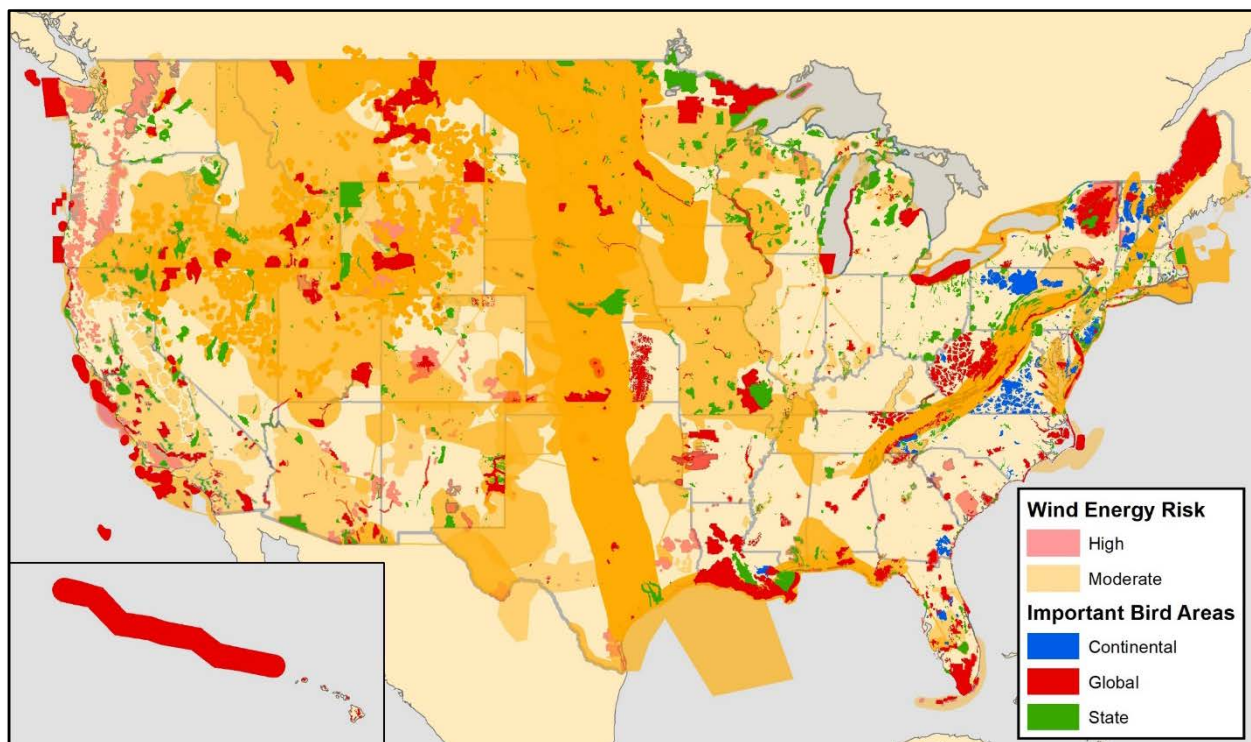 Wind Energy Risk
High
Moderate
Important Bird Areas
Continental
Global
State